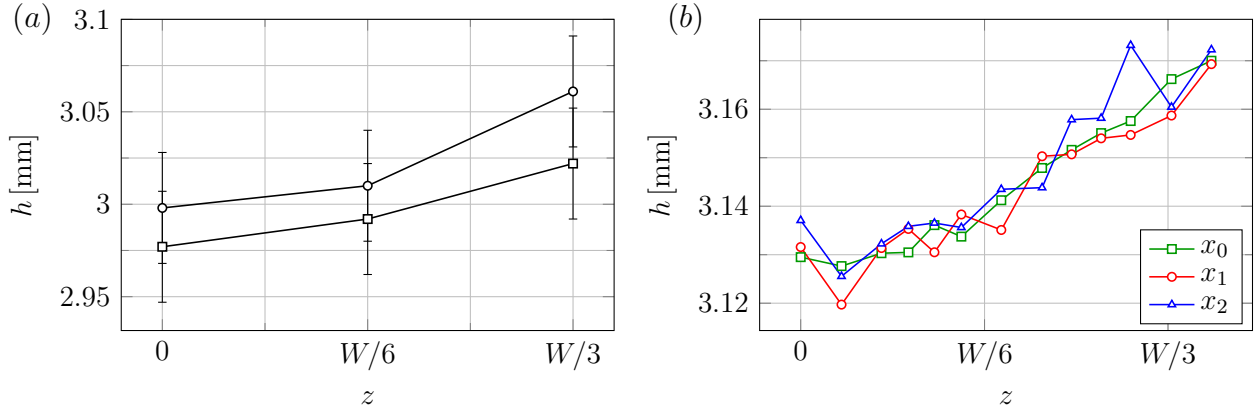 (a)
3.1
3.05
3
2.95
h [mm]
0
W/6
W/3
z
(b)
3.16
3.14
3.12
h [mm]
0
W/6
W/3
z
x₀
x₁
x₂